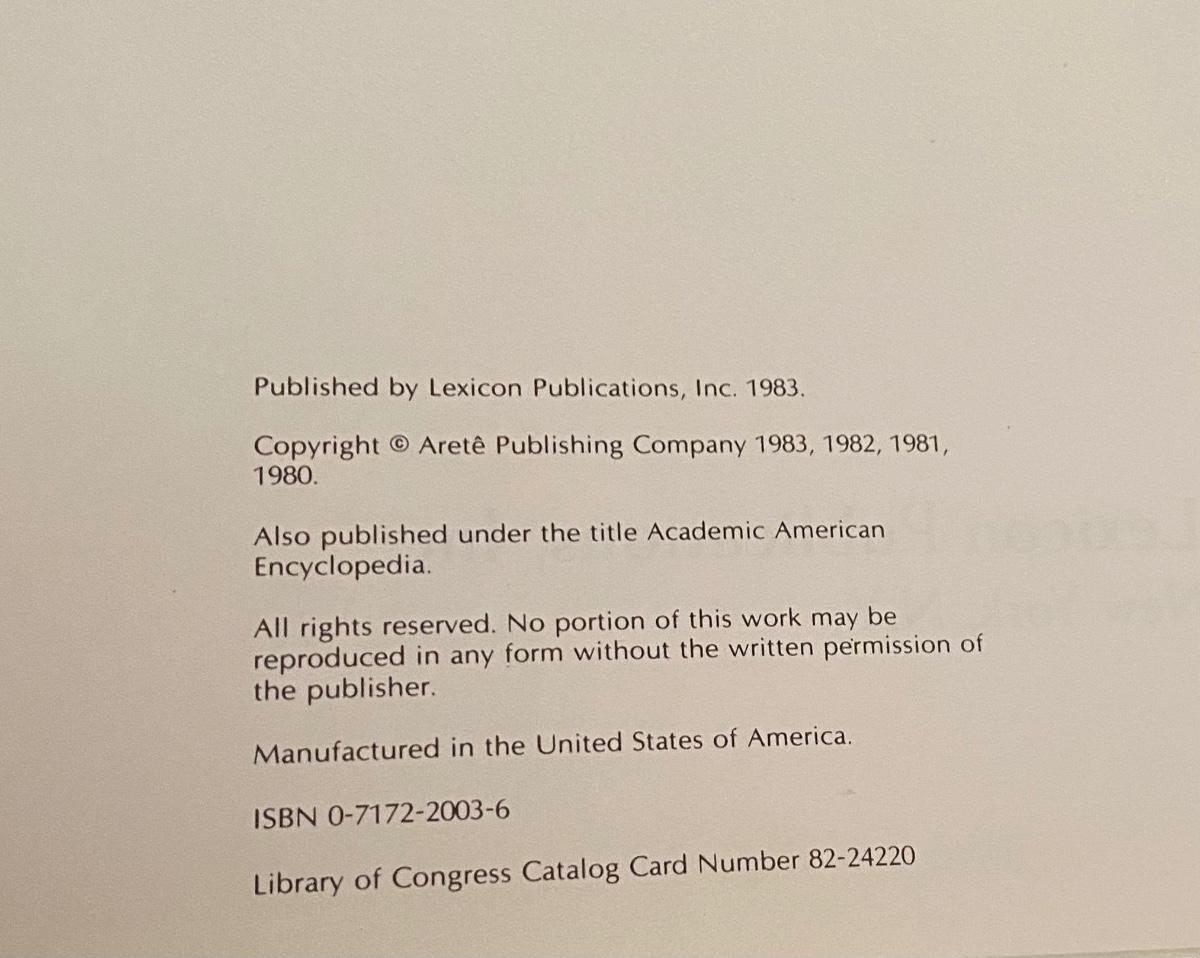 Published by Lexicon Publications, Inc. 1983.
Copyright © Aretê Publishing Company 1983, 1982, 1981,
1980.
Also published under the title Academic American
Encyclopedia.
All rights reserved. No portion of this work may be
reproduced in any form without the written permission of
the publisher.
Manufactured in the United States of America.
ISBN 0-7172-2003-6
Library of Congress Catalog Card Number 82-24220